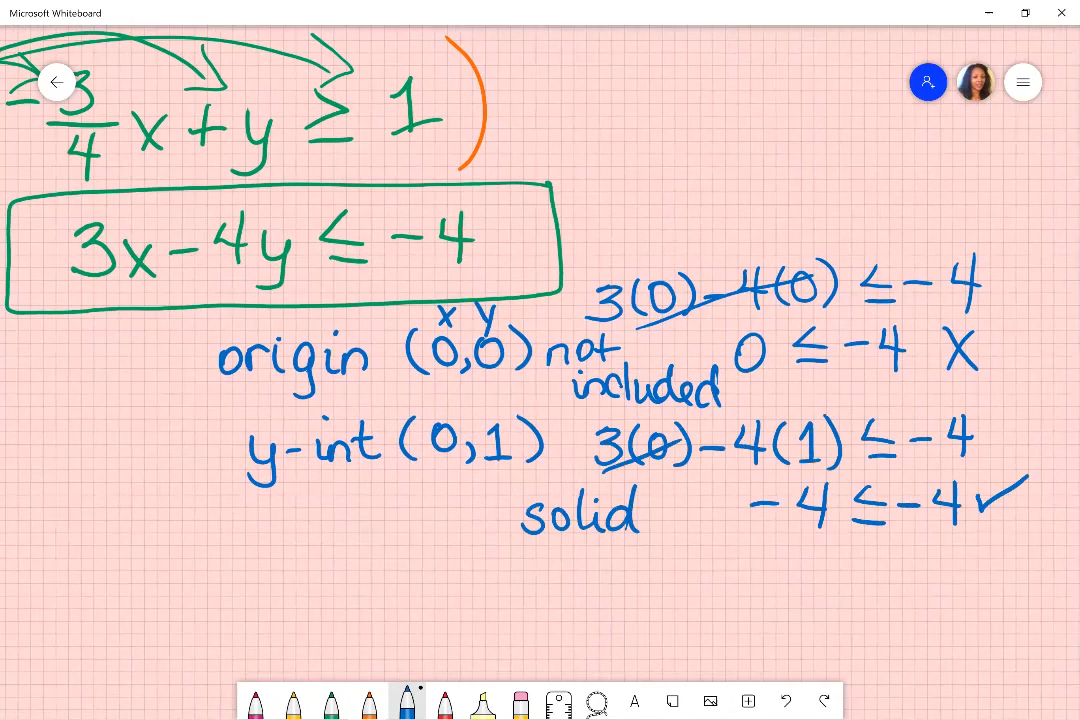 Microsoft Whiteboard
-3/4 x + y ≥ 1)
3x - 4y ≤ -4
3(0) - 4(0) ≤ -4
x y
origin (0,0) not included
0 ≤ -4 X
y-int (0,1)
3(0) - 4(1) ≤ -4
solid
-4 ≤ -4 ✓
A